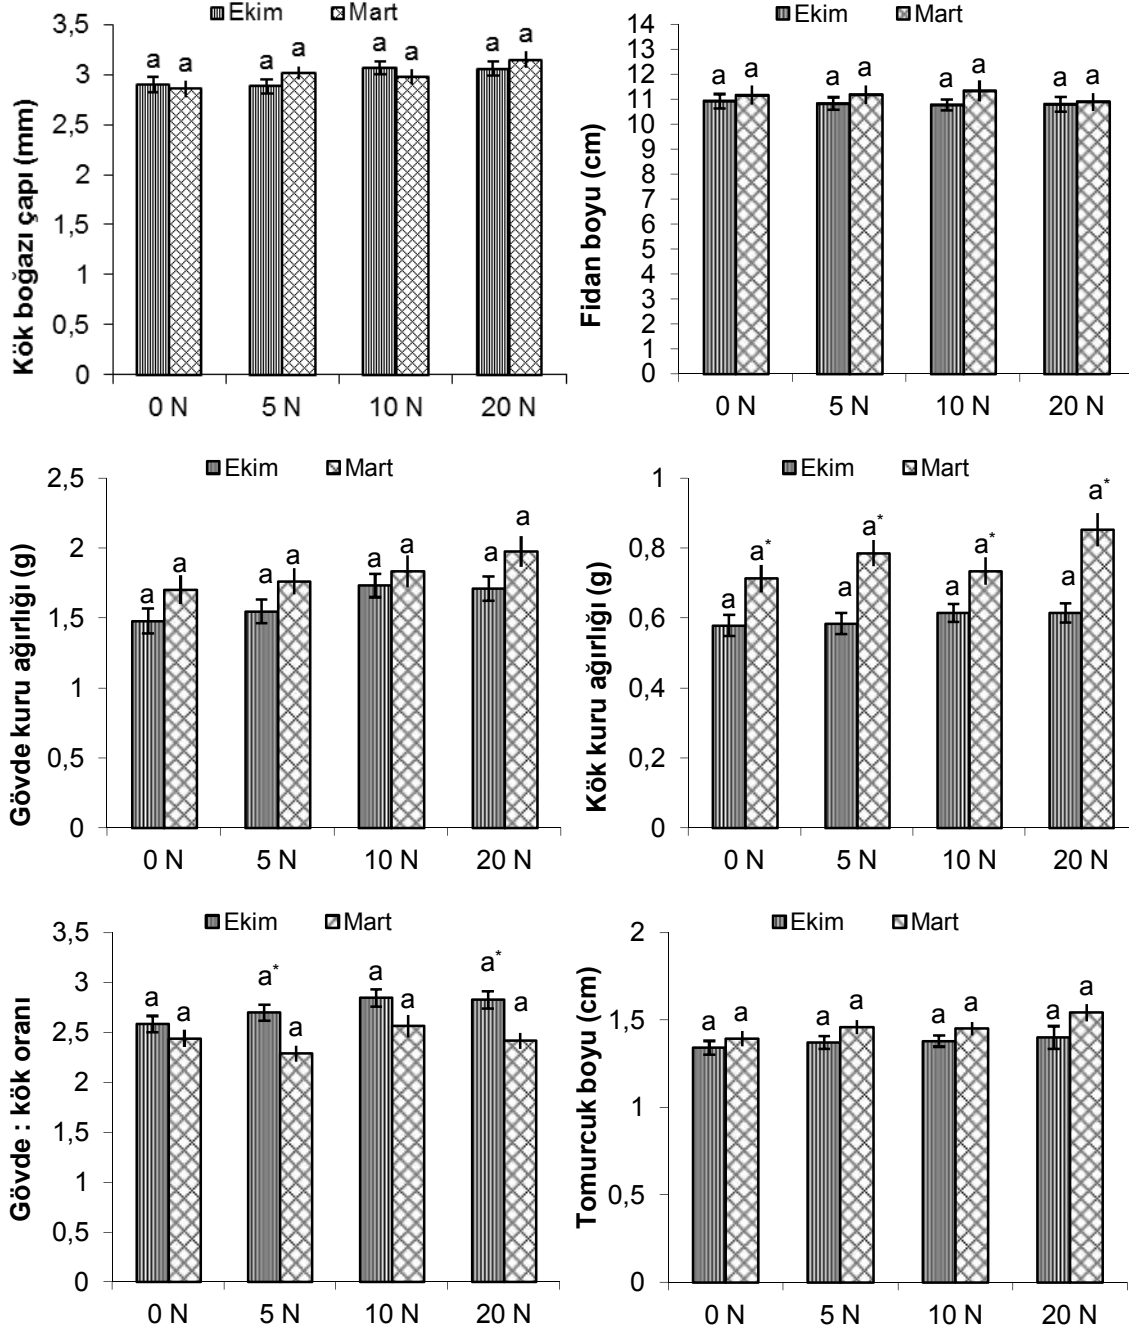 Ekim Mart
Kök boğazı çapı (mm)
3,5
3
2,5
2
1,5
1
0,5
0
a a a a a a a a
0 N 5 N 10 N 20 N
Ekim Mart
Fidan boyu (cm)
14
13
12
11
10
9
8
7
6
5
4
3
2
1
0
a a a a a a a a
0 N 5 N 10 N 20 N
Ekim Mart
Gövde kuru ağırlığı (g)
2,5
2
1,5
1
0,5
0
a a a a a a a a
0 N 5 N 10 N 20 N
Ekim Mart
Kök kuru ağırlığı (g)
1
0,8
0,6
0,4
0,2
0
a a* a a* a a* a a*
0 N 5 N 10 N 20 N
Ekim Mart
Gövde : kök oranı
3,5
3
2,5
2
1,5
1
0,5
0
a a a* a a a a* a
0 N 5 N 10 N 20 N
Ekim Mart
Tomurcuk boyu (cm)
2
1,5
1
0,5
0
a a a a a a a a
0 N 5 N 10 N 20 N